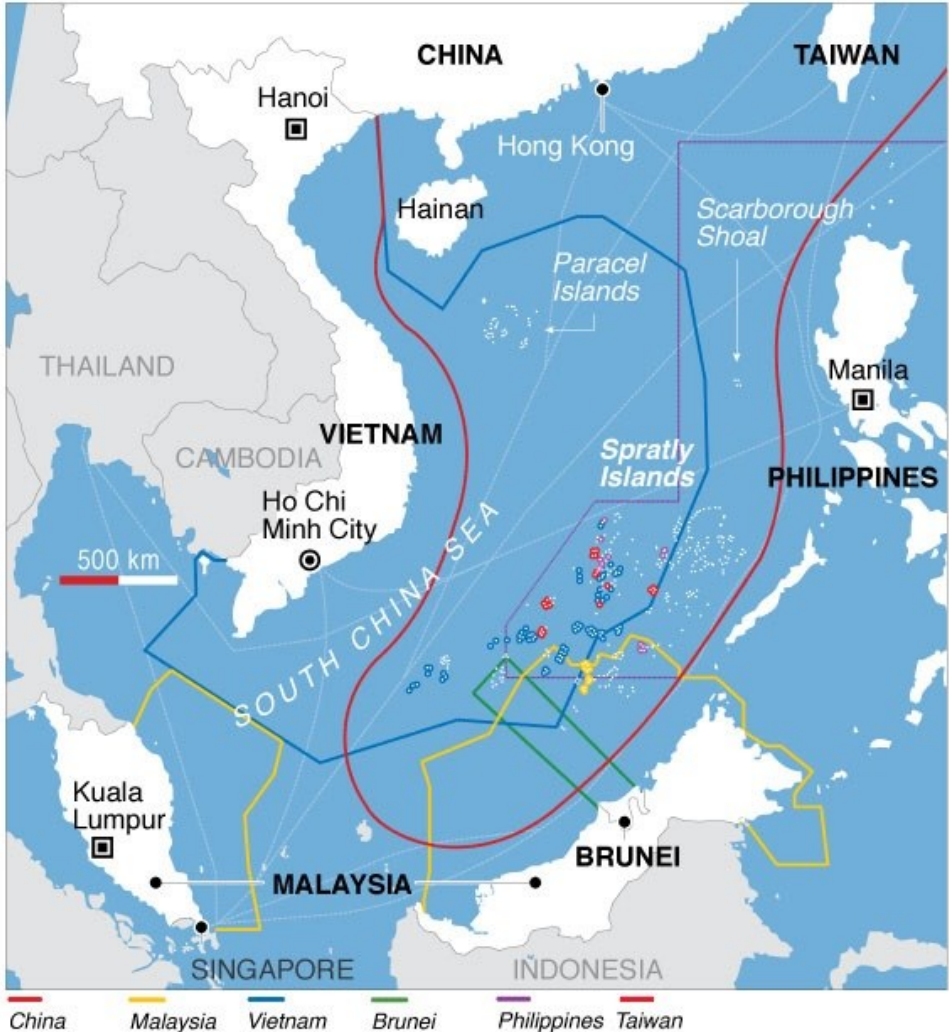 CHINA
TAIWAN
Hanoi
Hong Kong
Hainan
Scarborough
Shoal
Paracel
Islands
THAILAND
Manila
VIETNAM
CAMBODIA
Spratly
Islands
PHILIPPINES
Ho Chi
Minh City
500 km
SOUTH CHINA SEA
Kuala
Lumpur
BRUNEI
MALAYSIA
SINGAPORE
INDONESIA
China
Malaysia
Vietnam
Brunei
Philippines
Taiwan